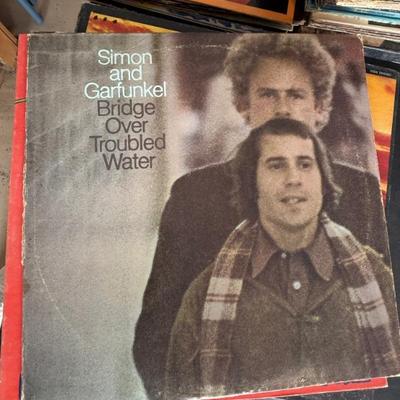 Simon
and
Garfunkel
Bridge
Over
Troubled
Water